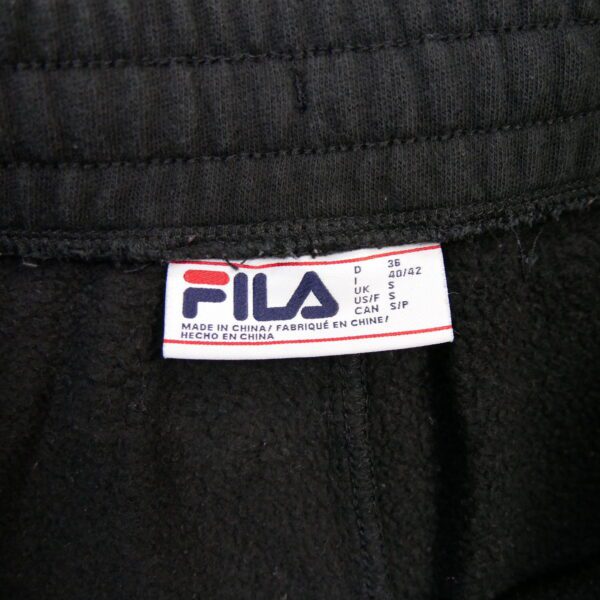 FILA
D 36
I 40/42
UK S
US/F S
CAN S/P
MADE IN CHINA/ FABRIQUÉ EN CHINE/
HECHO EN CHINA